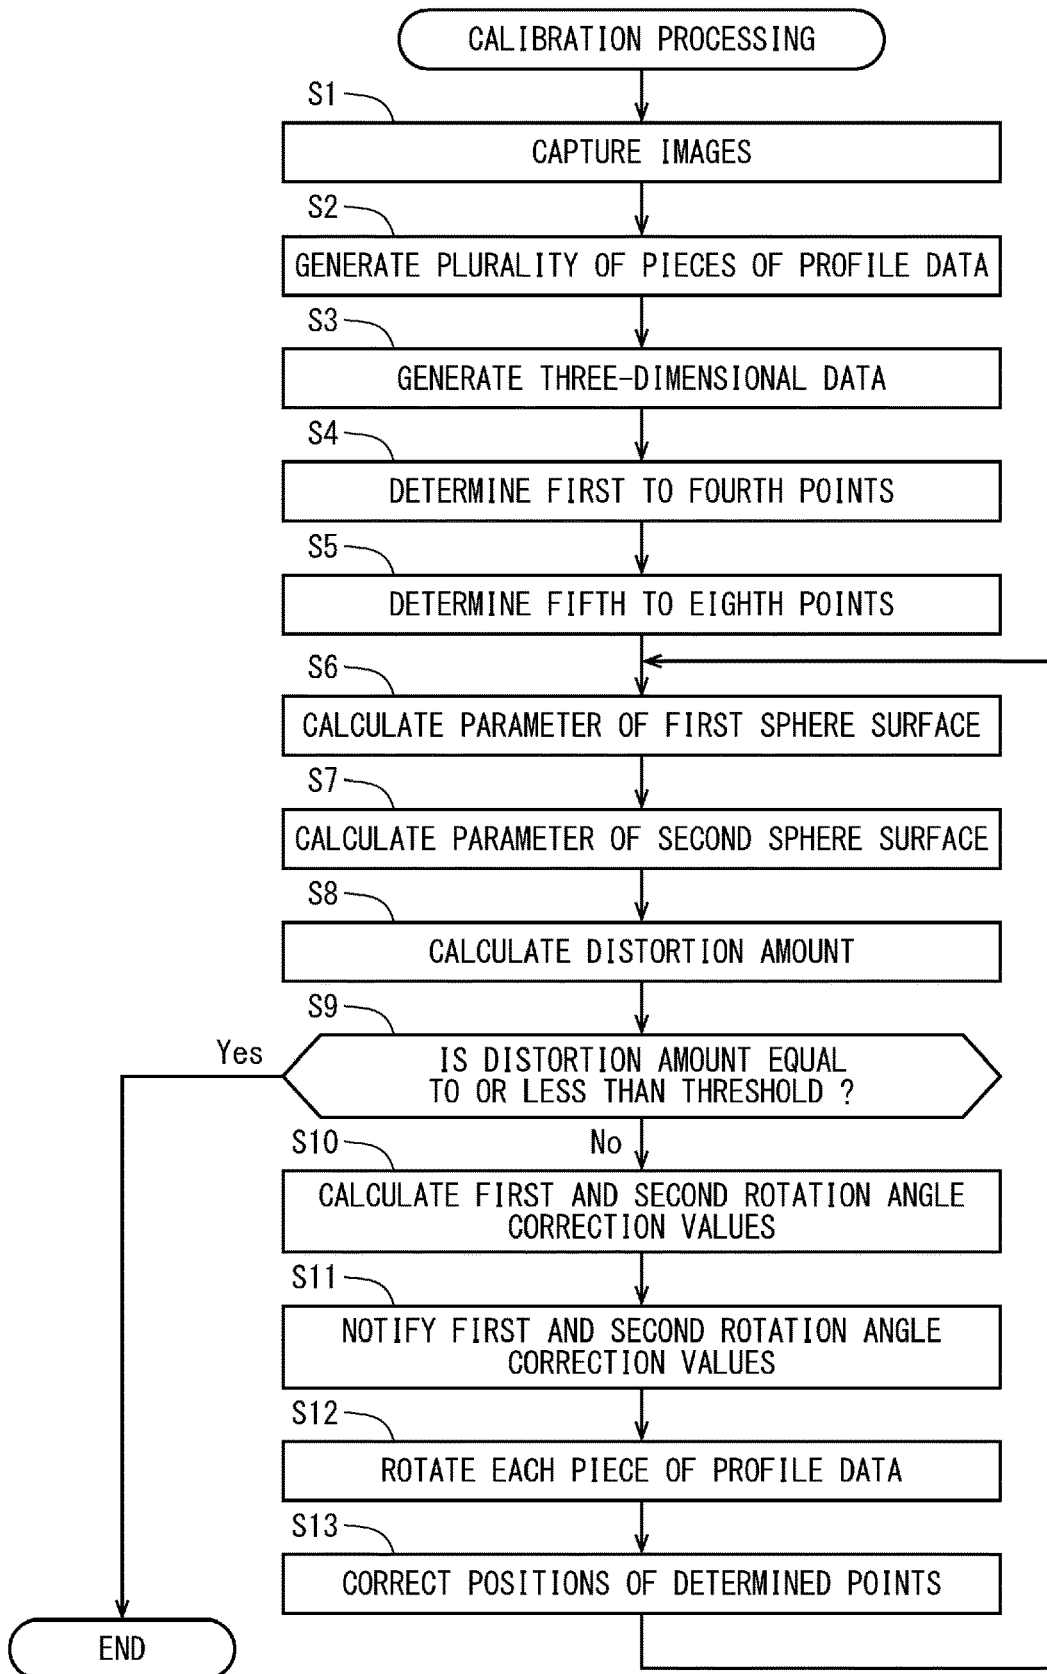 CALIBRATION PROCESSING
S1
CAPTURE IMAGES
S2
GENERATE PLURALITY OF PIECES OF PROFILE DATA
S3
GENERATE THREE-DIMENSIONAL DATA
S4
DETERMINE FIRST TO FOURTH POINTS
S5
DETERMINE FIFTH TO EIGHTH POINTS
S6
CALCULATE PARAMETER OF FIRST SPHERE SURFACE
S7
CALCULATE PARAMETER OF SECOND SPHERE SURFACE
S8
CALCULATE DISTORTION AMOUNT
S9
Yes
IS DISTORTION AMOUNT EQUAL
TO OR LESS THAN THRESHOLD ?
No
S10
CALCULATE FIRST AND SECOND ROTATION ANGLE
CORRECTION VALUES
S11
NOTIFY FIRST AND SECOND ROTATION ANGLE
CORRECTION VALUES
S12
ROTATE EACH PIECE OF PROFILE DATA
S13
CORRECT POSITIONS OF DETERMINED POINTS
END